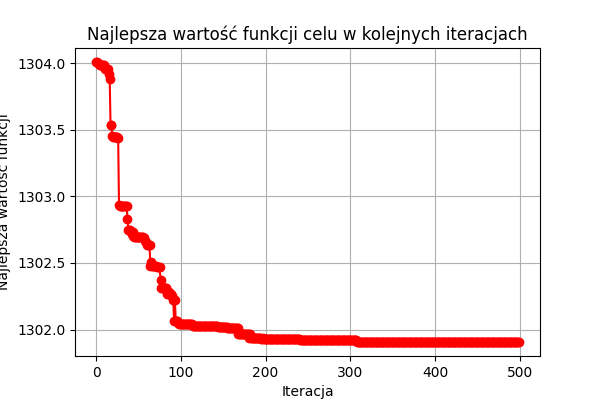 Najlepsza wartość funkcji celu w kolejnych iteracjach
Najlepsza wartość funkcji
1304.0
1303.5
1303.0
1302.5
1302.0
0 100 200 300 400 500
Iteracja